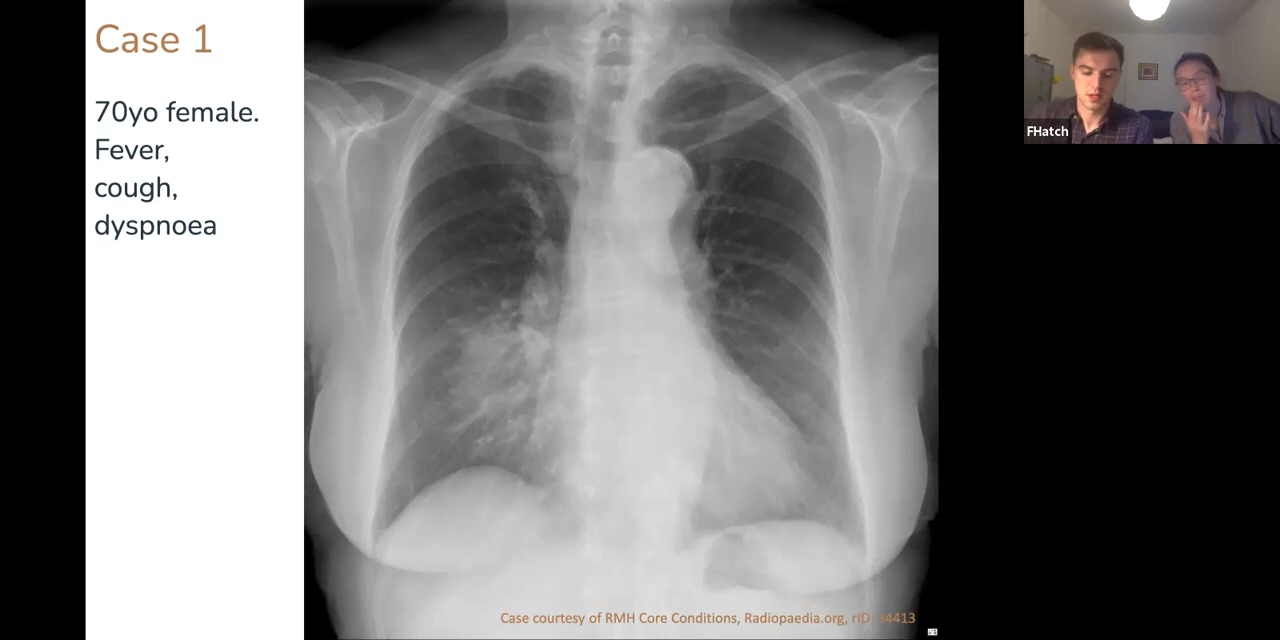 Case 1
70yo female.
Fever,
cough,
dyspnoea
FHatch
Case courtesy of RMH Core Conditions, Radiopaedia.org, rID: